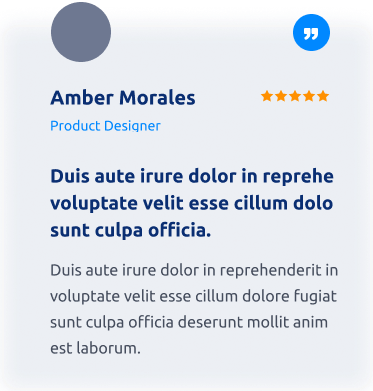 Amber Morales
Product Designer
Duis aute irure dolor in reprehe
voluptate velit esse cillum dolo
sunt culpa officia.
Duis aute irure dolor in reprehenderit in
voluptate velit esse cillum dolore fugiat
sunt culpa officia deserunt mollit anim
est laborum.